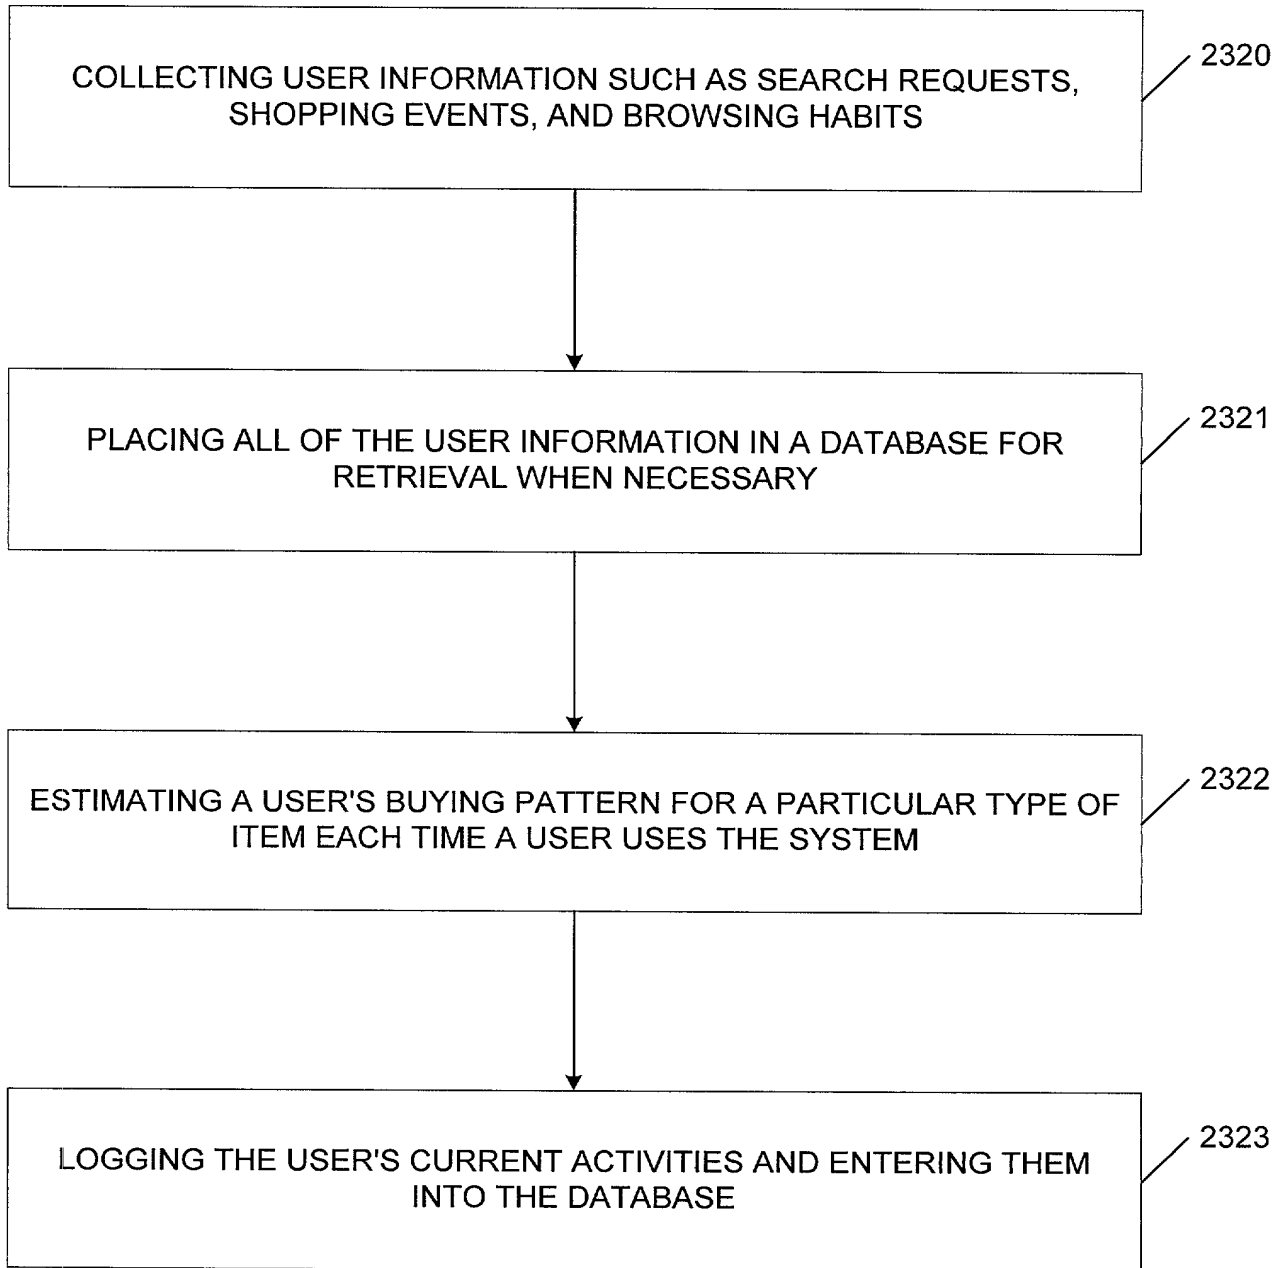 COLLECTING USER INFORMATION SUCH AS SEARCH REQUESTS,
SHOPPING EVENTS, AND BROWSING HABITS
2320
PLACING ALL OF THE USER INFORMATION IN A DATABASE FOR
RETRIEVAL WHEN NECESSARY
2321
ESTIMATING A USER'S BUYING PATTERN FOR A PARTICULAR TYPE OF
ITEM EACH TIME A USER USES THE SYSTEM
2322
LOGGING THE USER'S CURRENT ACTIVITIES AND ENTERING THEM
INTO THE DATABASE
2323